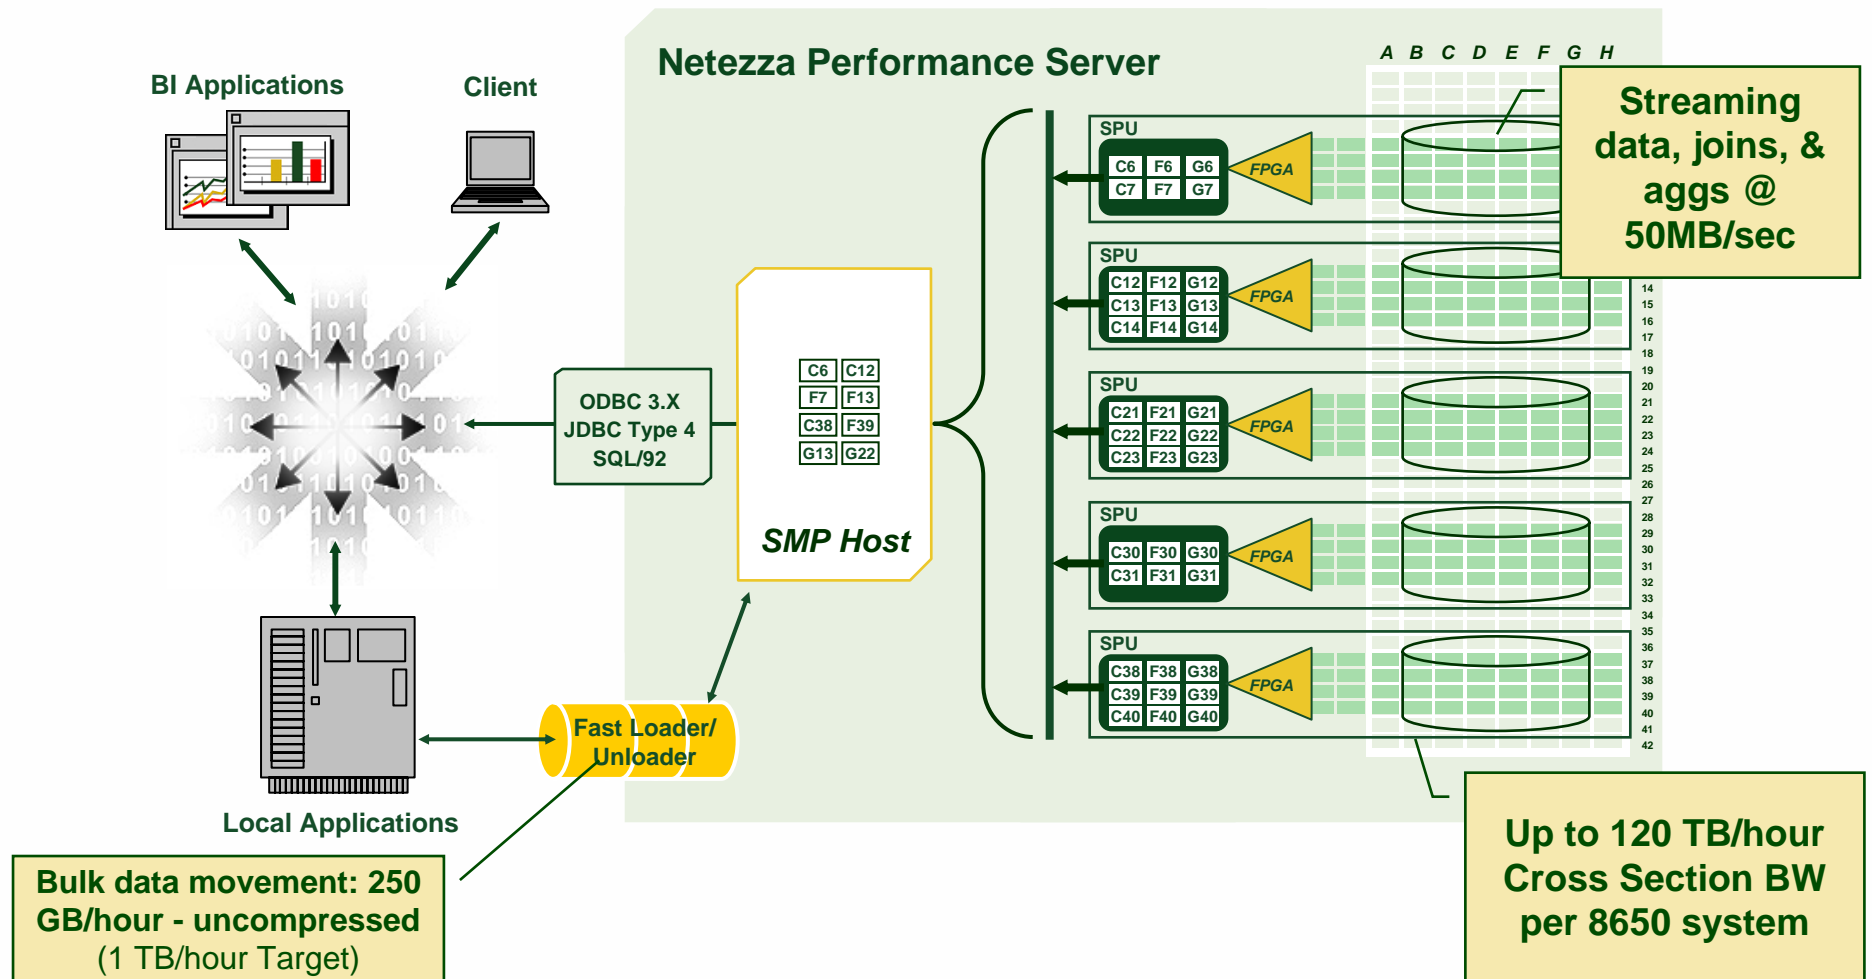 Netezza Performance Server
A B C D E F G H
BI Applications
Client
Streaming
data, joins, &
aggs @
50MB/sec
SPU
C6 F6 G6
C7 F7 G7
FPGA
SPU
C12 F12 G12
C13 F13 G13
C14 F14 G14
FPGA
SPU
C21 F21 G21
C22 F22 G22
C23 F23 G23
FPGA
SPU
C30 F30 G30
C31 F31 G31
FPGA
SPU
C38 F38 G38
C39 F39 G39
C40 F40 G40
FPGA
14
15
16
17
18
19
20
21
22
23
24
25
26
27
28
29
30
31
32
33
34
35
36
37
38
39
40
41
42
C6 C12
F7 F13
C38 F39
G13 G22
SMP Host
ODBC 3.X
JDBC Type 4
SQL/92
Fast Loader/
Unloader
Local Applications
Bulk data movement: 250
GB/hour - uncompressed
(1 TB/hour Target)
Up to 120 TB/hour
Cross Section BW
per 8650 system